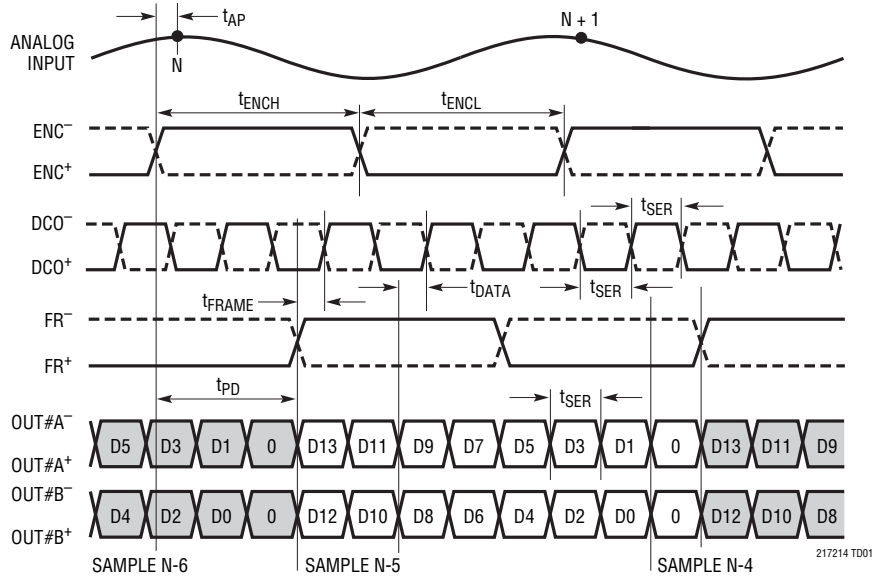 tAP
N + 1
ANALOG
INPUT
N
tENCH
tENCL
ENC–
ENC+
tSER
DCO–
DCO+
tFRAME
tDATA
tSER
FR–
FR+
tPD
tSER
OUT#A–
D5 D3 D1 0 D13 D11 D9 D7 D5 D3 D1 0 D13 D11 D9
OUT#A+
OUT#B–
D4 D2 D0 0 D12 D10 D8 D6 D4 D2 D0 0 D12 D10 D8
OUT#B+
217214 TD01
SAMPLE N-6 SAMPLE N-5 SAMPLE N-4